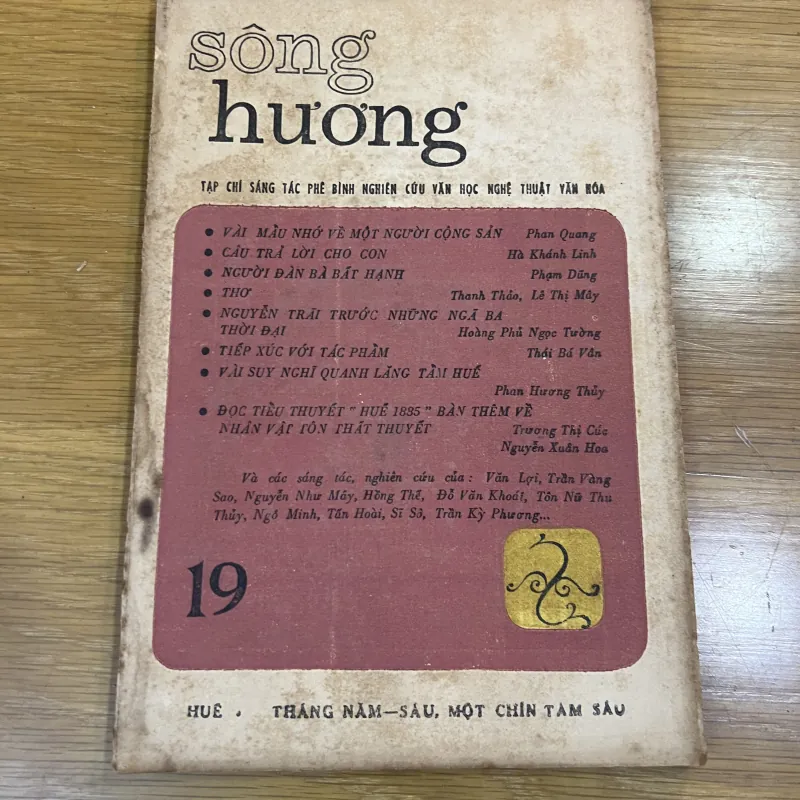 sông
hương
TẠP CHÍ SÁNG TÁC PHÊ BÌNH NGHIÊN CỨU VĂN HỌC NGHỆ THUẬT VĂN HÓA
• VÀI MẨU NHỚ VỀ MỘT NGƯỜI CỘNG SẢN Phan Quang
• CÂU TRẢ LỜI CHO CON Hà Khánh Linh
• NGƯỜI ĐÀN BÀ BẤT HẠNH Phạm Dũng
• THƠ Thanh Thảo, Lê Thị Mây
• NGUYỄN TRÃI TRƯỚC NHỮNG NGÃ BA
THỜI ĐẠI Hoàng Phủ Ngọc Tường
• TIẾP XÚC VỚI TÁC PHẨM Thái Bá Vân
• VÀI SUY NGHĨ QUANH LĂNG TẨM HUẾ
Phan Hương Thủy
• ĐỌC TIỂU THUYẾT "HUẾ 1885" BÀN THÊM VỀ
NHÂN VẬT TÔN THẤT THUYẾT Trương Thị Cúc
Nguyễn Xuân Hoa
Và các sáng tác, nghiên cứu của: Văn Lợi, Trần Vàng
Sao, Nguyễn Như Mây, Hồng Thế, Đỗ Văn Khoái, Tôn Nữ Thu
Thủy, Ngô Minh, Tấn Hoài, Sĩ Sô, Trần Kỳ Phương...
19
HUẾ . THÁNG NĂM—SÁU, MỘT CHÍN TÁM SÁU